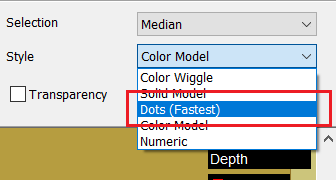 Selection Median
Style Color Model
Color Wiggle
Transparency
Solid Model
Dots (Fastest)
Color Model
Numeric
Depth